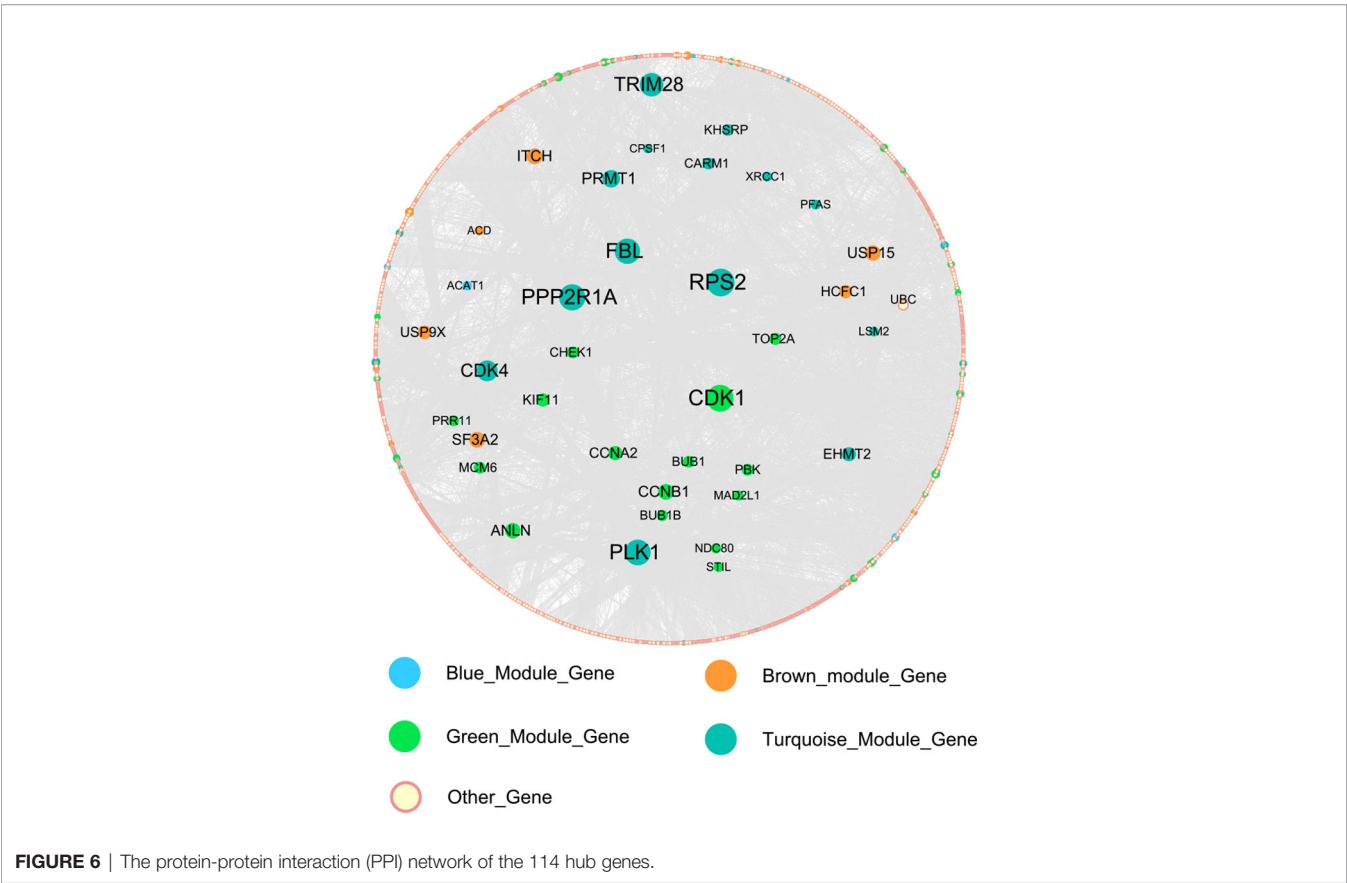 TRIM28
KHSRP
CPSF1
ITCH
CARM1
XRCC1
PRMT1
PFAS
ACD
FBL
USP15
RPS2
ACAT1
HCFC1
PPP2R1A
UBC
USP9X
LSM2
TOP2A
CHEK1
CDK4
CDK1
KIF11
PRR11
SF3A2
CCNA2
EHMT2
BUB1
MCM6
PBK
CCNB1
MAD2L1
BUB1B
ANLN
PLK1
NDC80
STIL
Blue_Module_Gene
Brown_module_Gene
Green_Module_Gene
Turquoise_Module_Gene
Other_Gene
FIGURE 6 | The protein-protein interaction (PPI) network of the 114 hub genes.